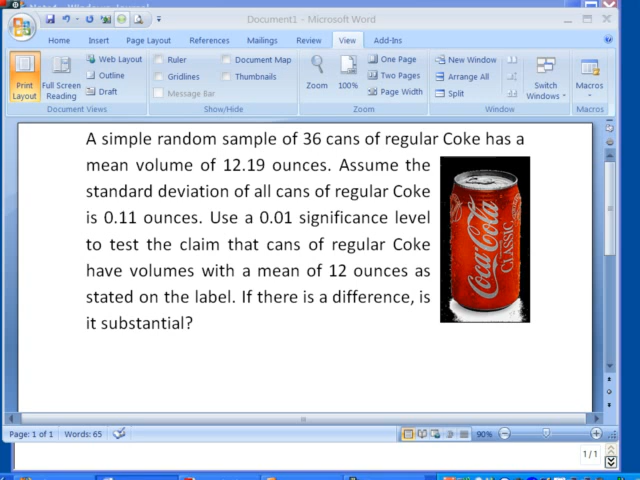 Document1 - Microsoft Word
Home Insert Page Layout References Mailings Review View Add-Ins
Print Layout
Full Screen Reading
Web Layout
Outline
Draft
Document Views
Ruler
Gridlines
Message Bar
Document Map
Thumbnails
Show/Hide
Zoom
100%
One Page
Two Pages
Page Width
Zoom
New Window
Arrange All
Split
Switch Windows
Window
Macros
Macros
A simple random sample of 36 cans of regular Coke has a
mean volume of 12.19 ounces. Assume the
standard deviation of all cans of regular Coke
is 0.11 ounces. Use a 0.01 significance level
to test the claim that cans of regular Coke
have volumes with a mean of 12 ounces as
stated on the label. If there is a difference, is
it substantial?
Coca-Cola
CLASSIC
Page: 1 of 1 Words: 65 90%
1 / 1